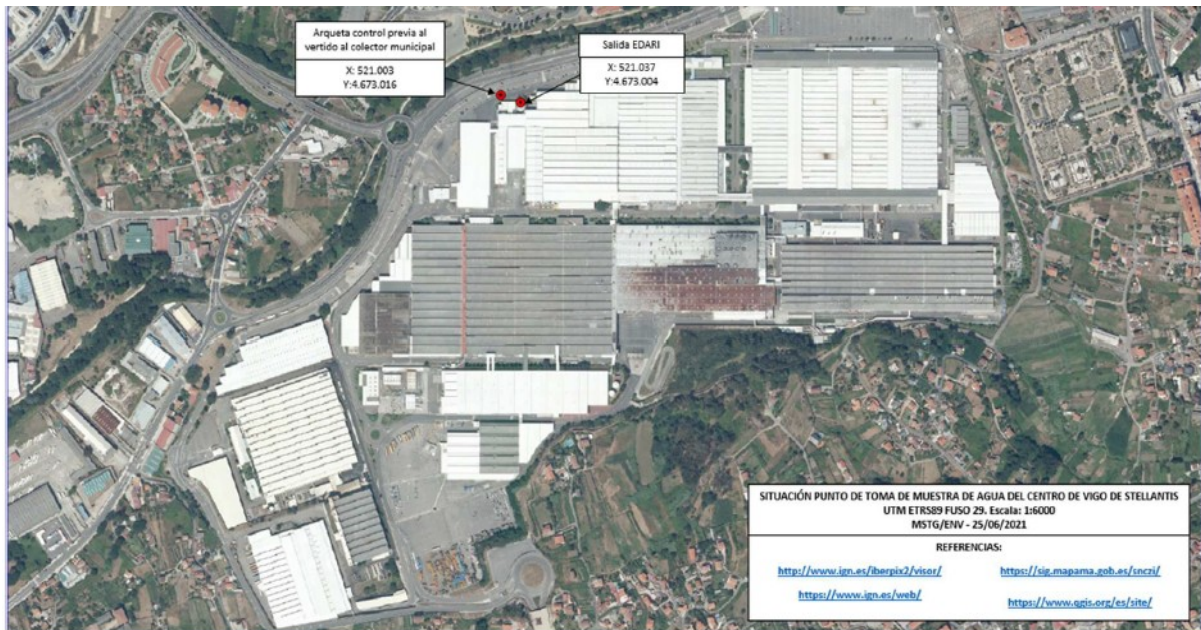 Arqueta control previa al
vertido al colector municipal
X: 521.003
Y:4.673.016
Salida EDARI
X: 521.037
Y:4.673.004
SITUACIÓN PUNTO DE TOMA DE MUESTRA DE AGUA DEL CENTRO DE VIGO DE STELLANTIS
UTM ETRS89 FUSO 29. Escala: 1:6000
MSTG/ENV - 25/06/2021
REFERENCIAS:
http://www.ign.es/iberpix2/visor/
https://sig.mapama.gob.es/snczi/
https://www.ign.es/web/
https://www.qgis.org/es/site/